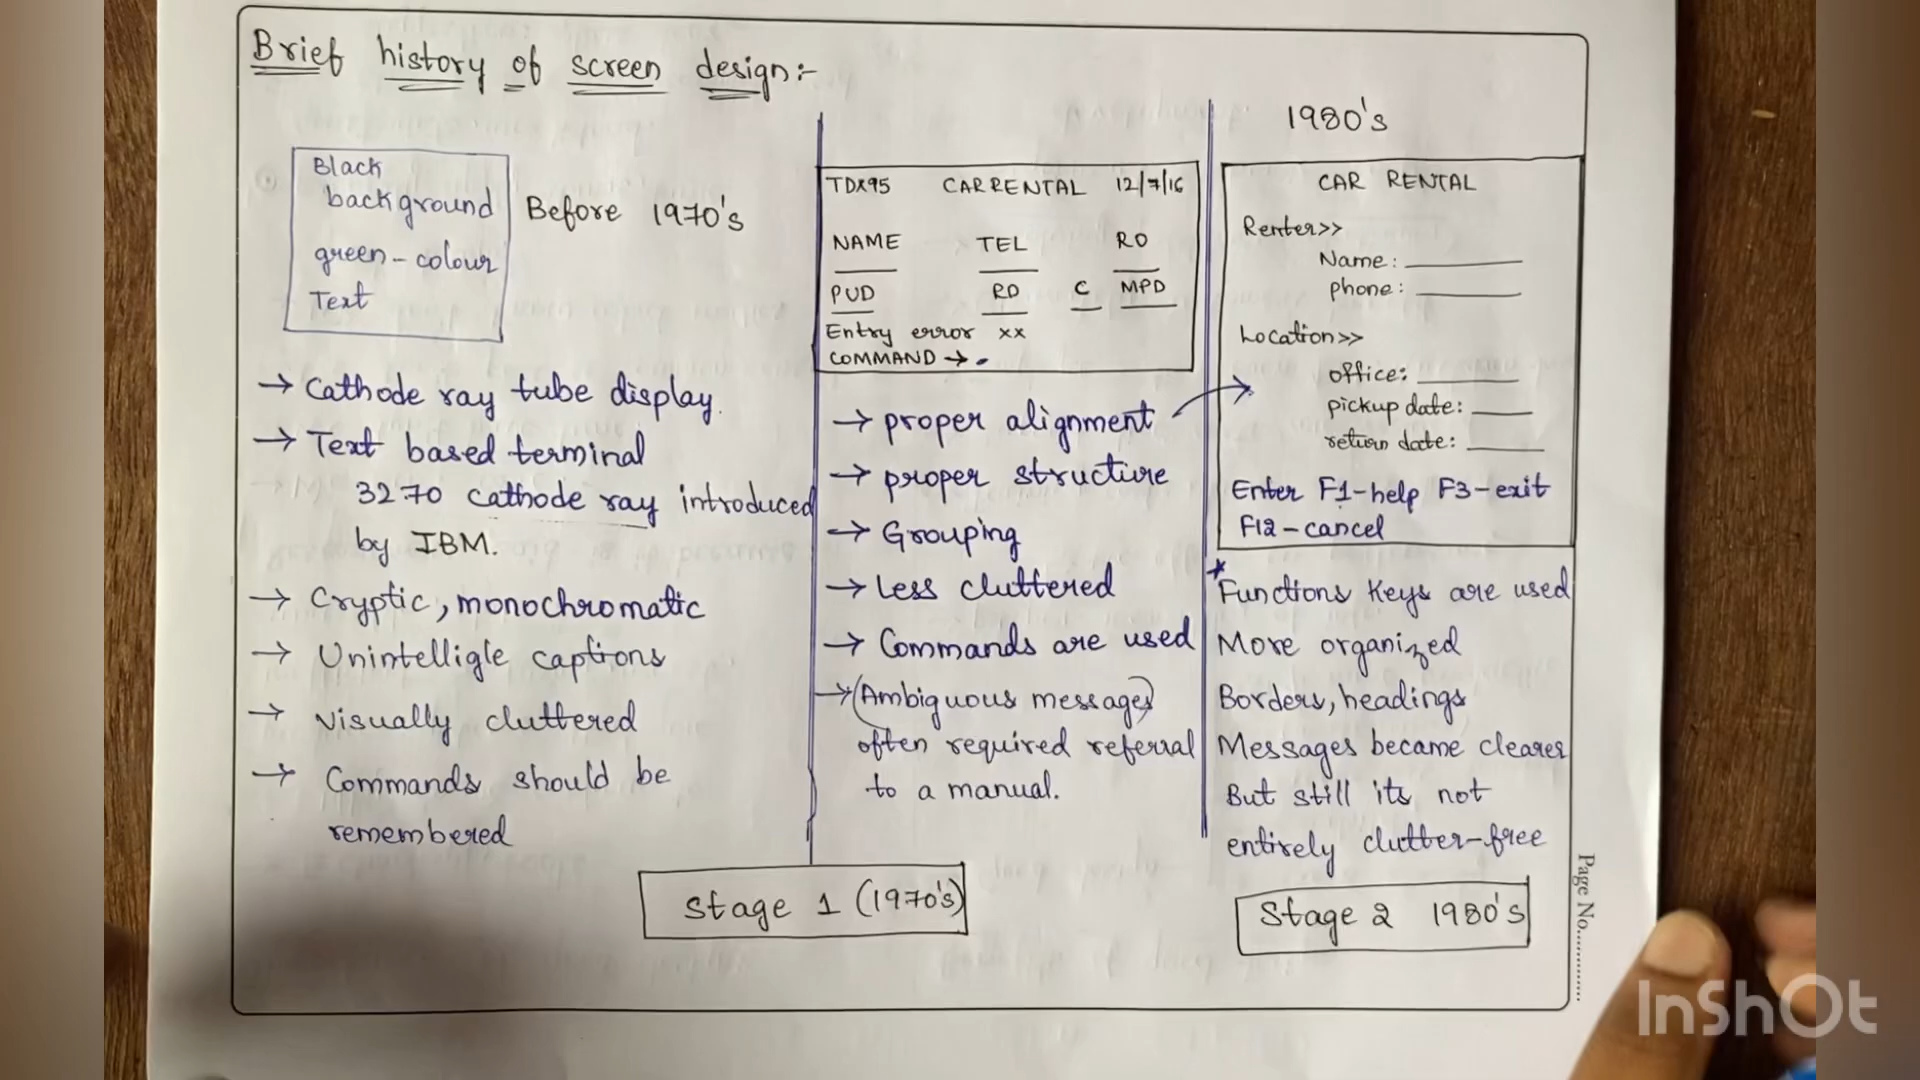 Brief history of screen design:-
Black
background
green-colour
Text
Before 1970's
→ Cathode ray tube display.
→ Text based terminal
3270 cathode ray introduced
by IBM.
→ Cryptic, monochromatic
→ Unintelligle captions
→ Visually cluttered
→ Commands should be
remembered
TDX95 CAR RENTAL 12/7/16
NAME TEL RO
PUD RD C MPD
Entry error xx
COMMAND →
→ proper alignment
→ proper structure
→ Grouping
→ Less cluttered
→ Commands are used
→ (Ambiguous messages)
often required referral
to a manual.
Stage 1 (1970's)
1980's
CAR RENTAL
Renter>>
Name:
phone:
Location>>
office:
pickup date:
return date:
Enter F1-help F3-exit
F12-cancel
* Functions Keys are used
More organized
Borders, headings
Messages became clearer
But still its not
entirely clutter-free
Stage 2 1980's
Page No.............
InShOt